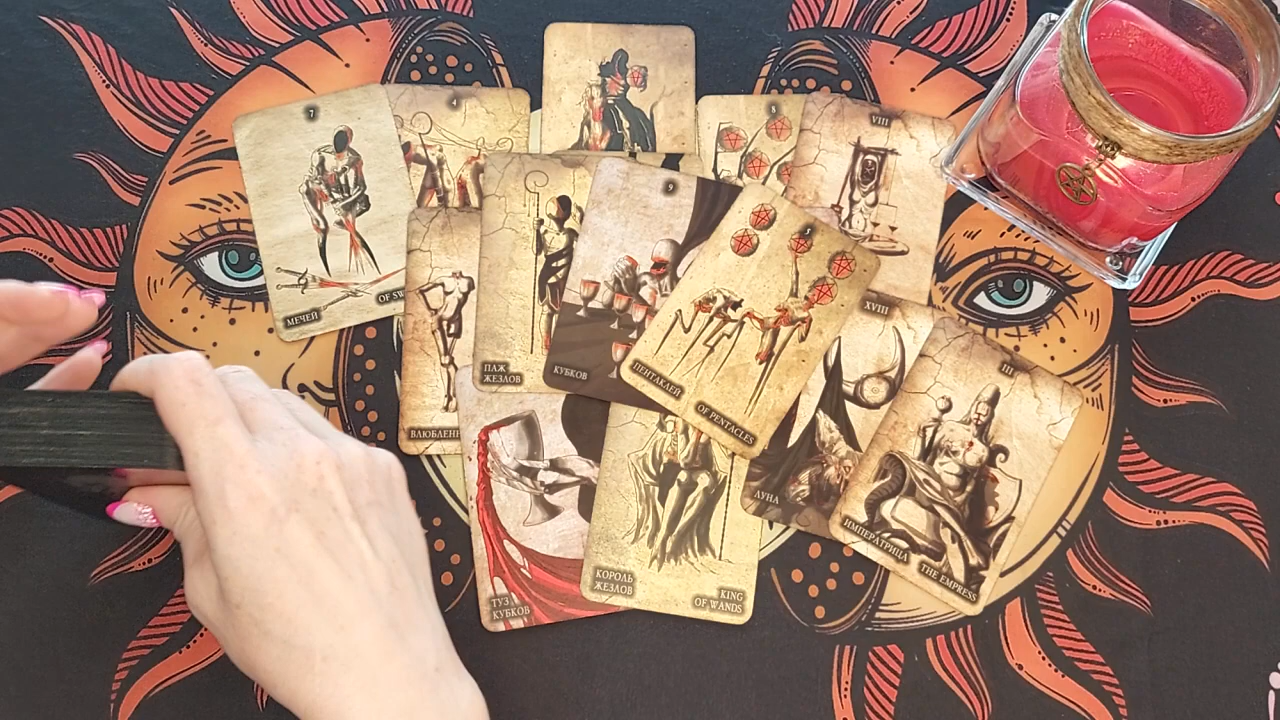 7
МЕЧЕЙ
OF SW
4
8
VIII
ВЛЮБЛЕНН
ПАЖ
ЖЕЗЛОВ
9
КУБКОВ
5
ПЕНТАКЛЕЙ
OF PENTACLES
XVIII
ЛУНА
III
ИМПЕРАТРИЦА
THE EMPRESS
ТУЗ
КУБКОВ
КОРОЛЬ
ЖЕЗЛОВ
KING
OF WANDS